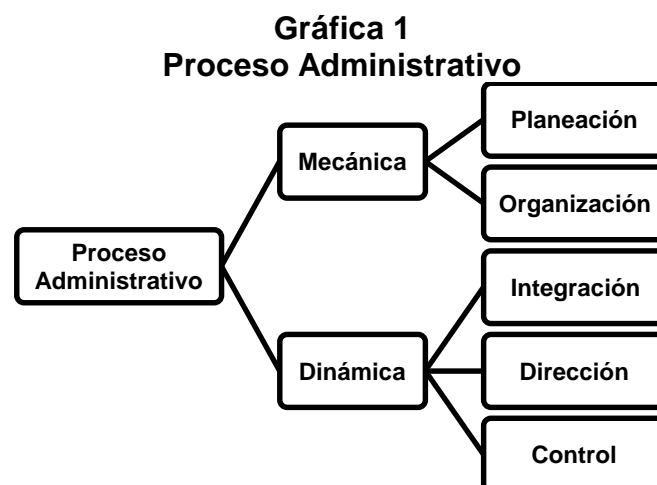 Gráfica 1
Proceso Administrativo
Planeación
Mecánica
Organización
Proceso
Administrativo
Integración
Dinámica
Dirección
Control